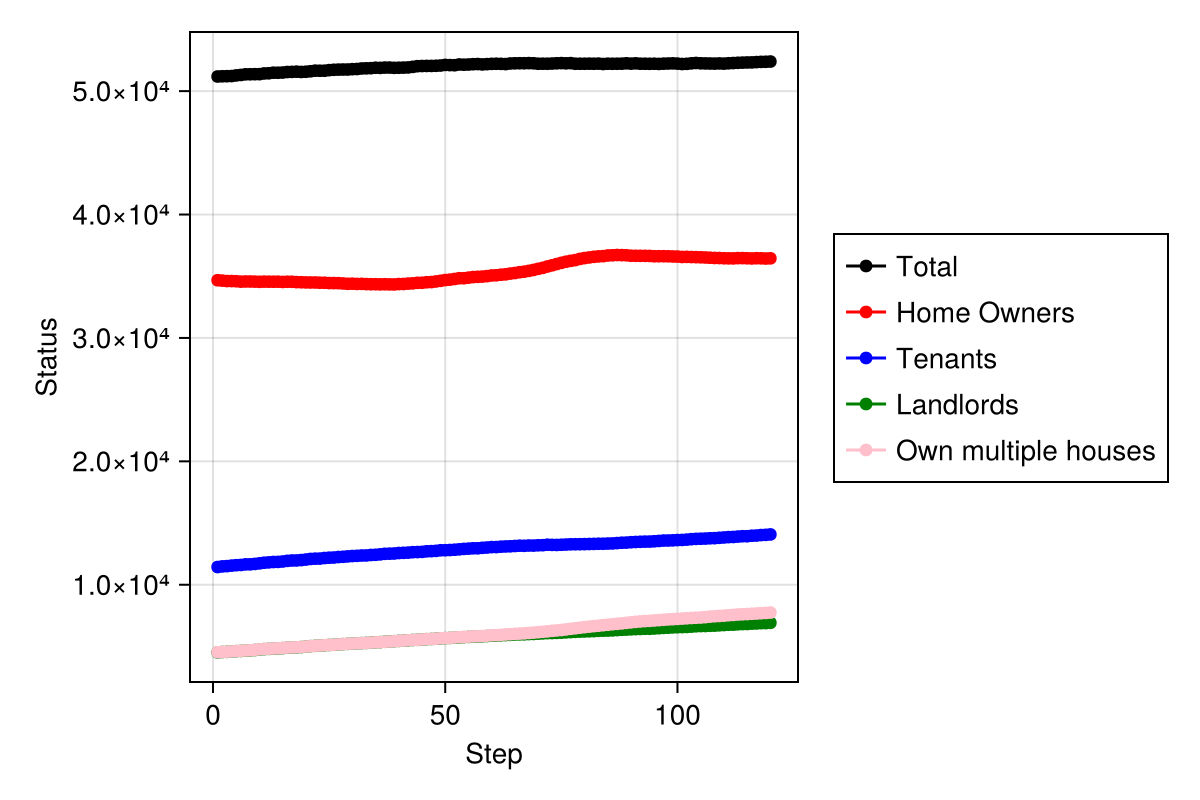 5.0×10⁴
4.0×10⁴
3.0×10⁴
2.0×10⁴
1.0×10⁴
Status
0
50
100
Step
Total
Home Owners
Tenants
Landlords
Own multiple houses